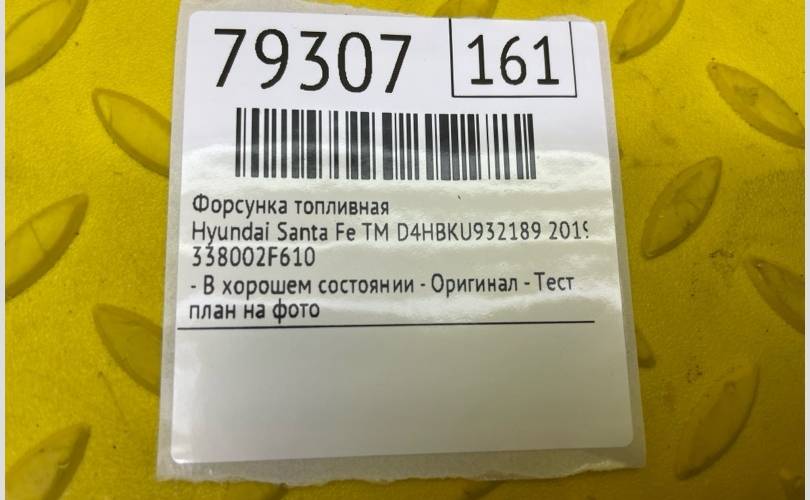 79307 161
Форсунка топливная
Hyundai Santa Fe TM D4HBKU932189 2019
338002F610
- В хорошем состоянии - Оригинал - Тест
план на фото